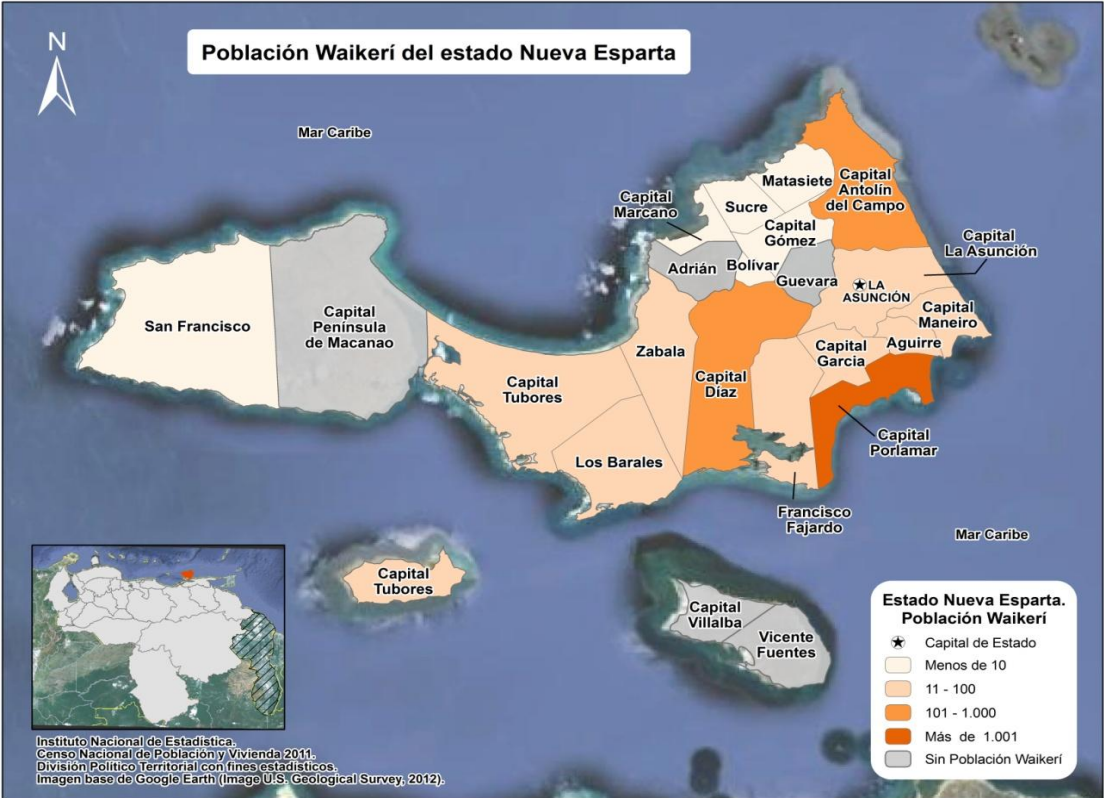 Población Waikerí del estado Nueva Esparta
N
Mar Caribe
Capital
Marcano
Matasiete
Sucre
Capital
Gómez
Capital
Antolín
del Campo
Capital
La Asunción
Adrián
Bolívar
Guevara
LA
ASUNCIÓN
San Francisco
Capital
Península
de Macanao
Capital
Maneiro
Aguirre
Capital
Garcia
Zabala
Capital
Tubores
Capital
Díaz
Los Barales
Capital
Porlamar
Francisco
Fajardo
Mar Caribe
Capital
Tubores
Capital
Villalba
Vicente
Fuentes
Estado Nueva Esparta.
Población Waikerí
Capital de Estado
Menos de 10
11 - 100
101 - 1.000
Más de 1.001
Sin Población Waikerí
Instituto Nacional de Estadistica.
Censo Nacional de Población y Vivienda 2011.
División Politico Territorial con fines estadísticos.
Imagen base de Google Earth (Image U.S. Geological Survey, 2012).